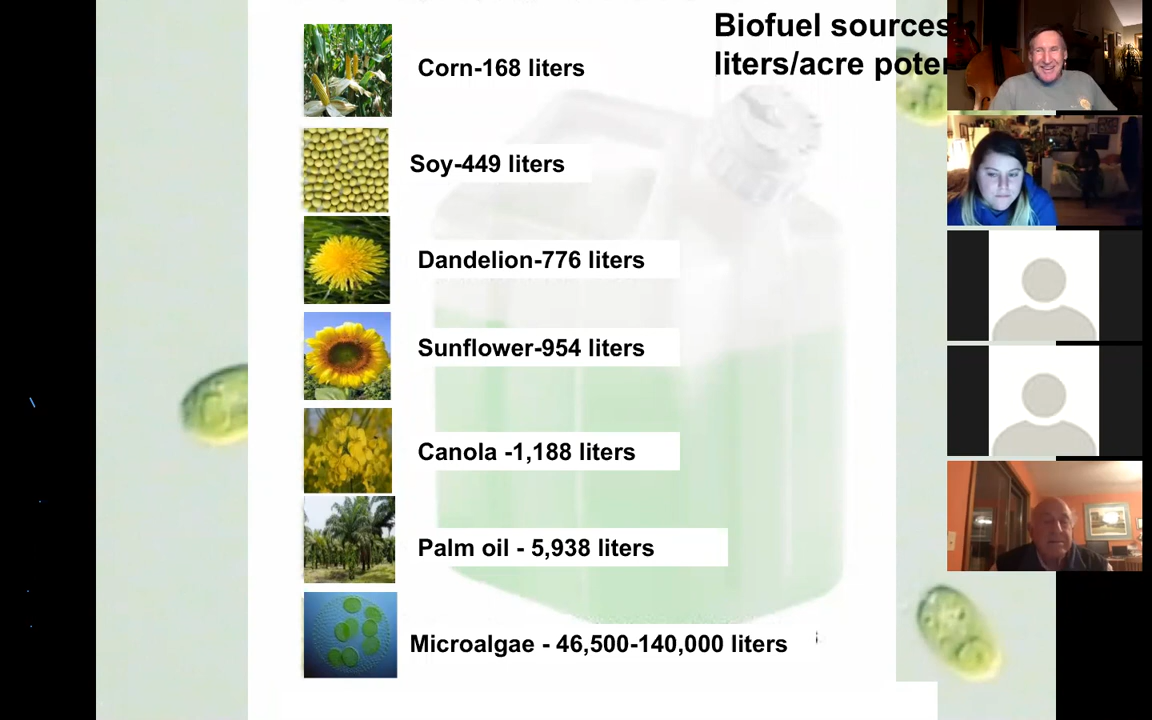 Biofuel sources
liters/acre
Corn-168 liters
Soy-449 liters
Dandelion-776 liters
Sunflower-954 liters
Canola -1,188 liters
Palm oil - 5,938 liters
Microalgae - 46,500-140,000 liters